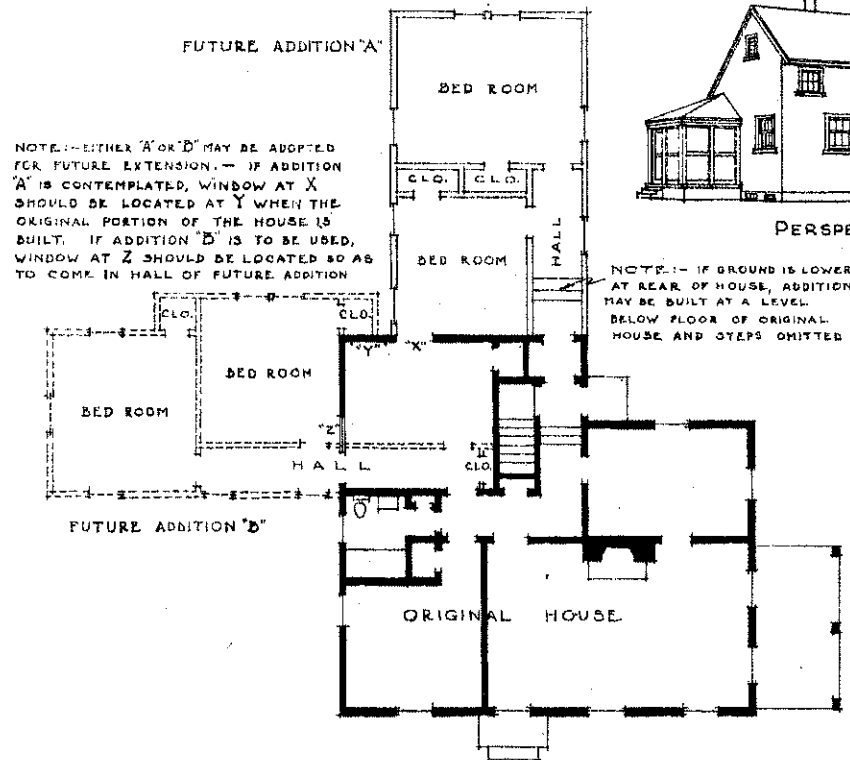 FUTURE ADDITION "A"
BED ROOM
NOTE:- EITHER "A" OR "B" MAY BE ADOPTED
FOR FUTURE EXTENSION. - IF ADDITION
"A" IS CONTEMPLATED, WINDOW AT X
SHOULD BE LOCATED AT Y WHEN THE
ORIGINAL PORTION OF THE HOUSE IS
BUILT. IF ADDITION "B" IS TO BE USED,
WINDOW AT Z SHOULD BE LOCATED SO AS
TO COME IN HALL OF FUTURE ADDITION
CLO.
CLO.
HALL
BED ROOM
PERSPE
NOTE:- IF GROUND IS LOWER
AT REAR OF HOUSE, ADDITION
MAY BE BUILT AT A LEVEL
BELOW FLOOR OF ORIGINAL
HOUSE AND STEPS OMITTED
CLO.
CLO.
"Y"
"X"
BED ROOM
BED ROOM
"Z"
HALL
CLO.
FUTURE ADDITION "B"
ORIGINAL HOUSE